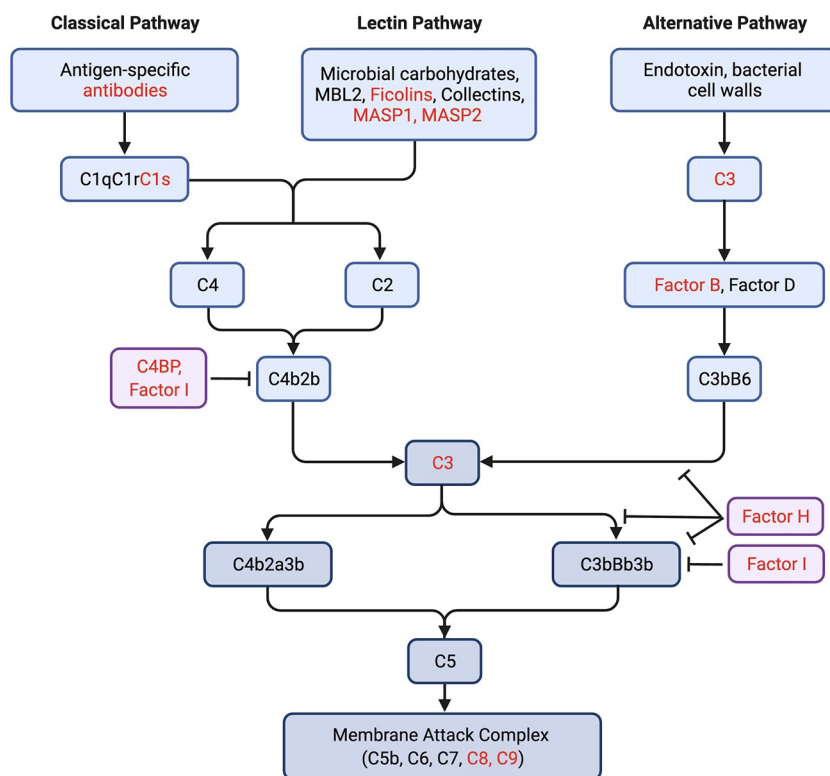 Classical Pathway
Lectin Pathway
Alternative Pathway
Antigen-specific
antibodies
Microbial carbohydrates,
MBL2, Ficolins, Collectins,
MASP1, MASP2
Endotoxin, bacterial
cell walls
C1qC1rC1s
C3
C4
C2
Factor B, Factor D
C4BP,
Factor I
C4b2b
C3bB6
C3
Factor H
C4b2a3b
C3bBb3b
Factor I
C5
Membrane Attack Complex
(C5b, C6, C7, C8, C9)